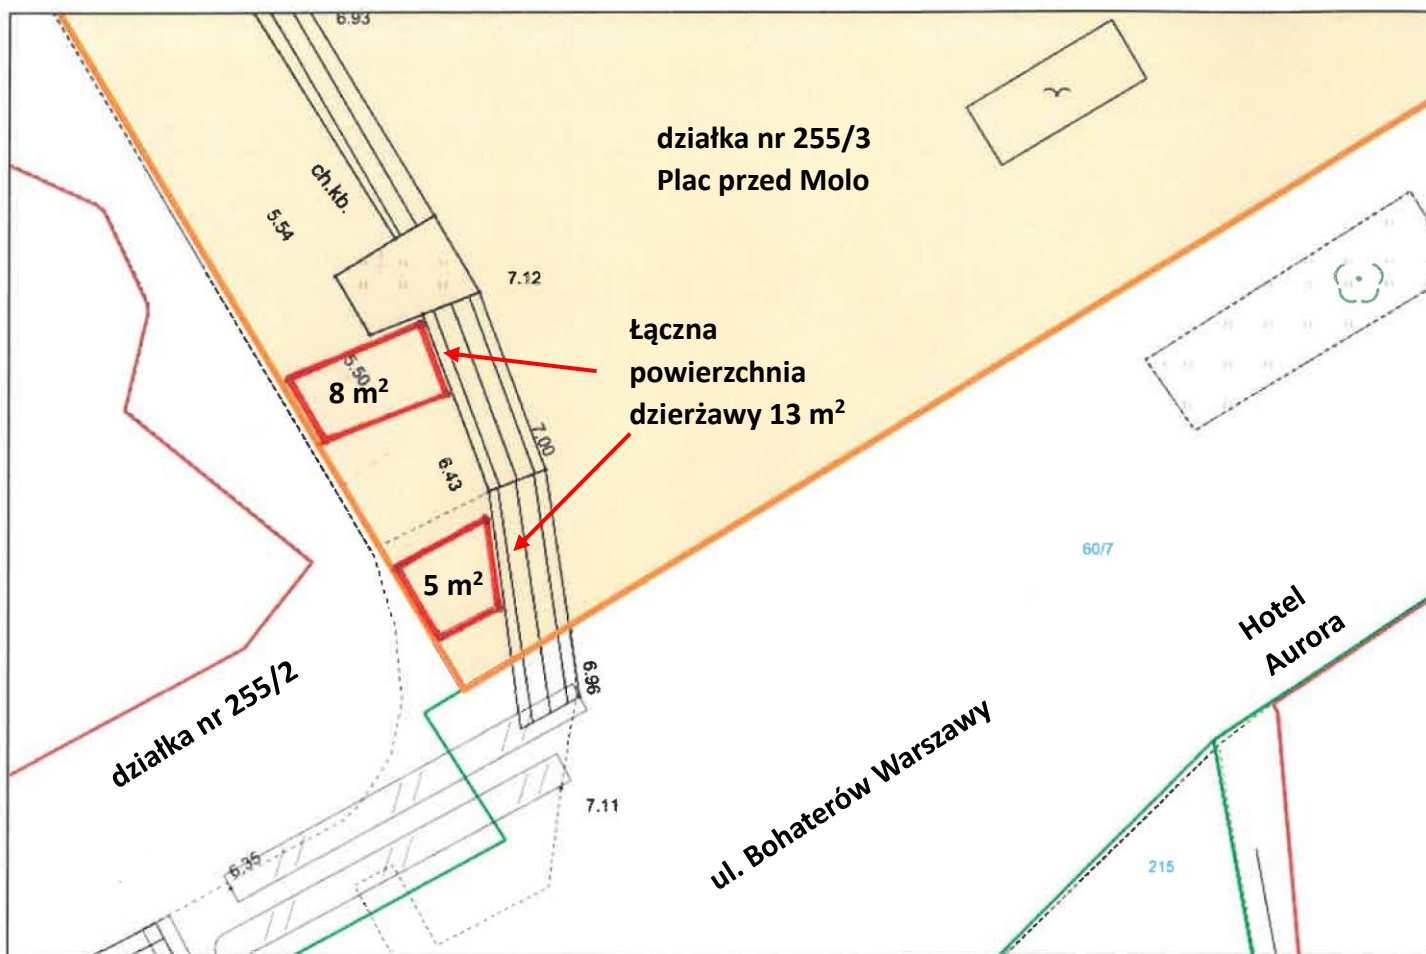 6.93
działka nr 255/3
Plac przed Molo
ch.kb.
5.54
7.12
Łączna
powierzchnia
dzierżawy 13 m²
5.50
8 m²
7.00
6.43
5 m²
60/7
Hotel
Aurora
6.96
działka nr 255/2
ul. Bohaterów Warszawy
7.11
6.35
215